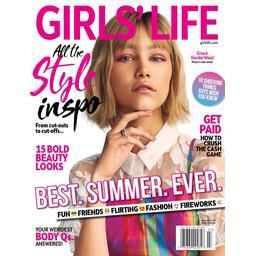 GIRLS' LIFE
girlslife.com
All the
Style
inspo
From cut-outs
to cut-offs...
Grace
VanderWaal
10 SHOCKING
THINGS
GUYS WISH
YOU KNEW
15 BOLD
BEAUTY
LOOKS
GET
PAID
HOW TO
CRUSH THE
CASH GAME
BEST. SUMMER. EVER.
FUN FRIENDS FLIRTING FASHION FIREWORKS
YOUR WEIRDEST
BODY Qs...
ANSWERED!